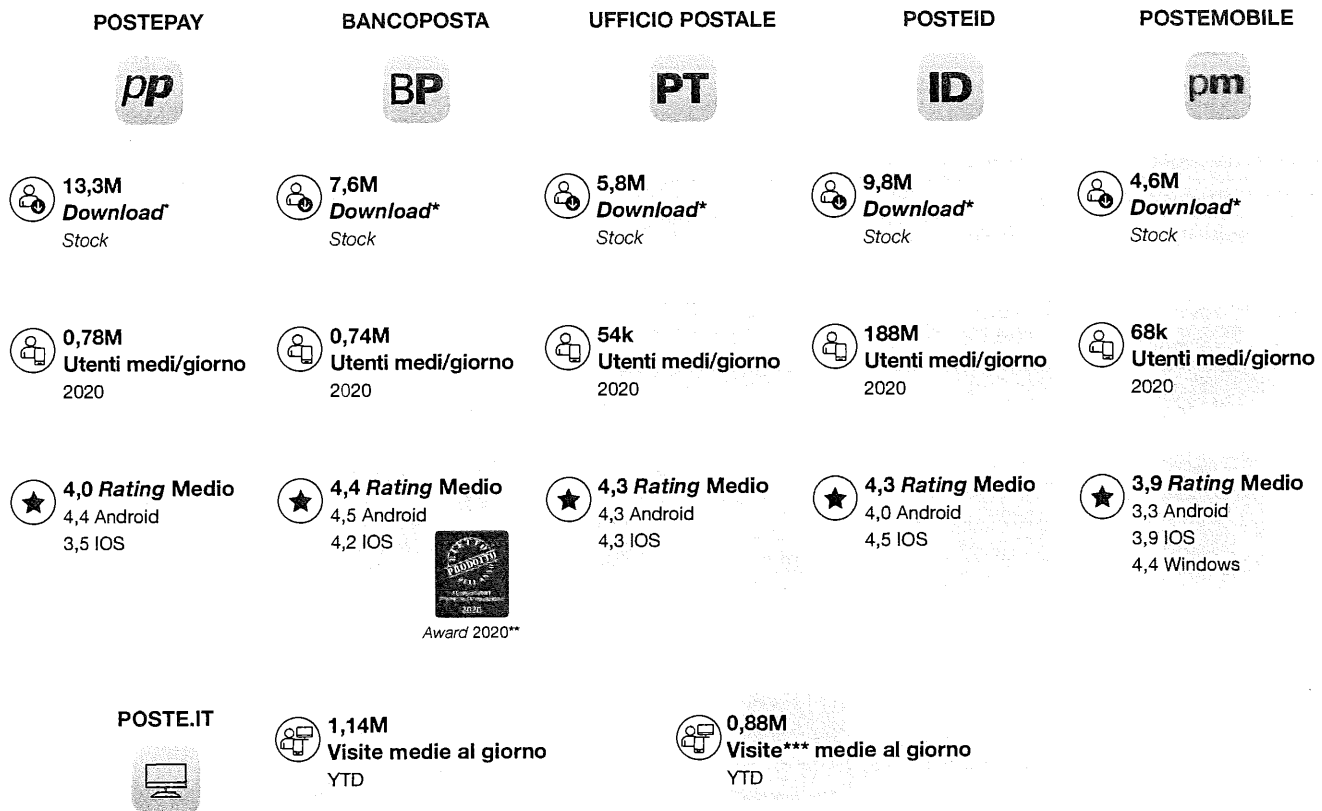 POSTEPAY
BANCOPOSTA
UFFICIO POSTALE
POSTEID
POSTEMOBILE
pp
BP
PT
ID
pm
13,3M
Download*
Stock
7,6M
Download*
Stock
5,8M
Download*
Stock
9,8M
Download*
Stock
4,6M
Download*
Stock
0,78M
Utenti medi/giorno
2020
0,74M
Utenti medi/giorno
2020
54k
Utenti medi/giorno
2020
188M
Utenti medi/giorno
2020
68k
Utenti medi/giorno
2020
4,0 Rating Medio
4,4 Android
3,5 IOS
4,4 Rating Medio
4,5 Android
4,2 IOS
PRODOTTO
2020
Award 2020**
4,3 Rating Medio
4,3 Android
4,3 IOS
4,3 Rating Medio
4,0 Android
4,5 IOS
3,9 Rating Medio
3,3 Android
3,9 IOS
4,4 Windows
POSTE.IT
1,14M
Visite medie al giorno
YTD
0,88M
Visite*** medie al giorno
YTD